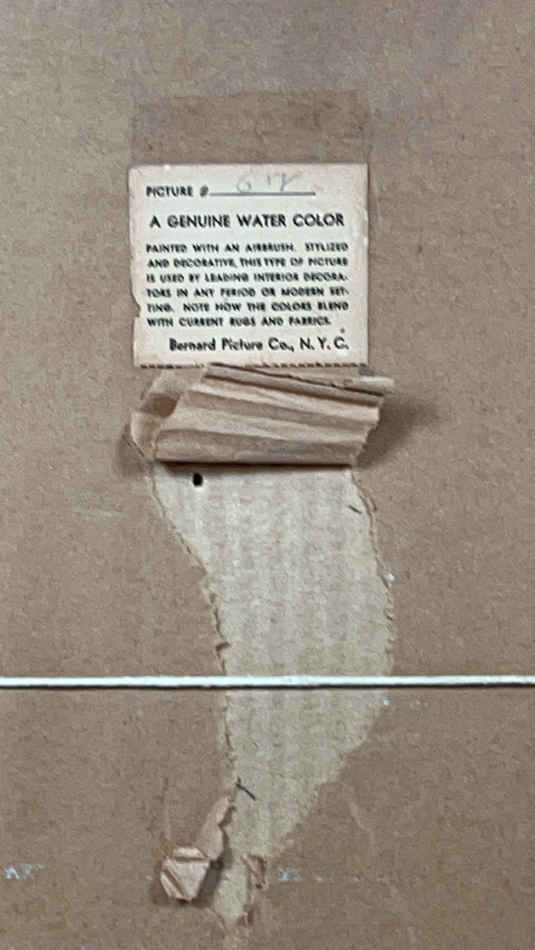 PICTURE #
A GENUINE WATER COLOR
PAINTED WITH AN AIRBRUSH. STYLIZED
AND DECORATIVE, THIS TYPE OF PICTURE
IS USED BY LEADING INTERIOR DECORA-
TORS IN ANY PERIOD OR MODERN SET-
TING. NOTE HOW THE COLORS BLEND
WITH CURRENT RUGS AND FABRICS.
Bernard Picture Co., N. Y. C.